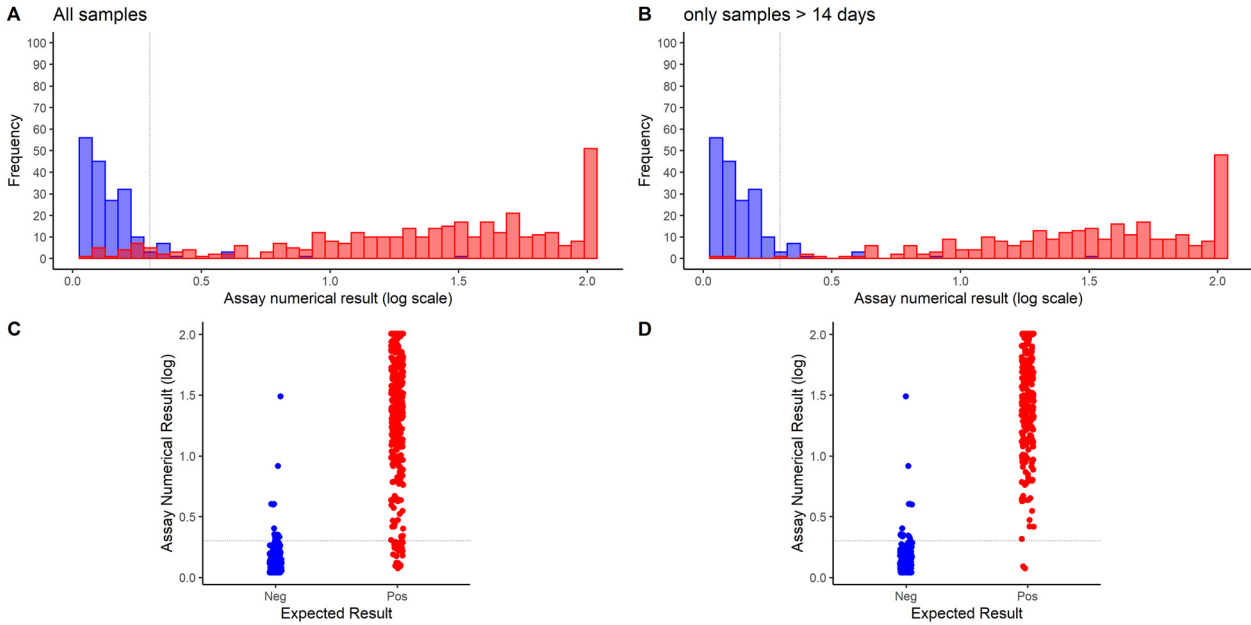 A All samples
100
90
80
70
60
50
40
30
20
10
0
Frequency
0.0 0.5 1.0 1.5 2.0
Assay numerical result (log scale)
B only samples > 14 days
100
90
80
70
60
50
40
30
20
10
0
Frequency
0.0 0.5 1.0 1.5 2.0
Assay numerical result (log scale)
C
2.0
1.5
1.0
0.5
0.0
Assay Numerical Result (log)
Neg Pos
Expected Result
D
2.0
1.5
1.0
0.5
0.0
Assay Numerical Result (log)
Neg Pos
Expected Result